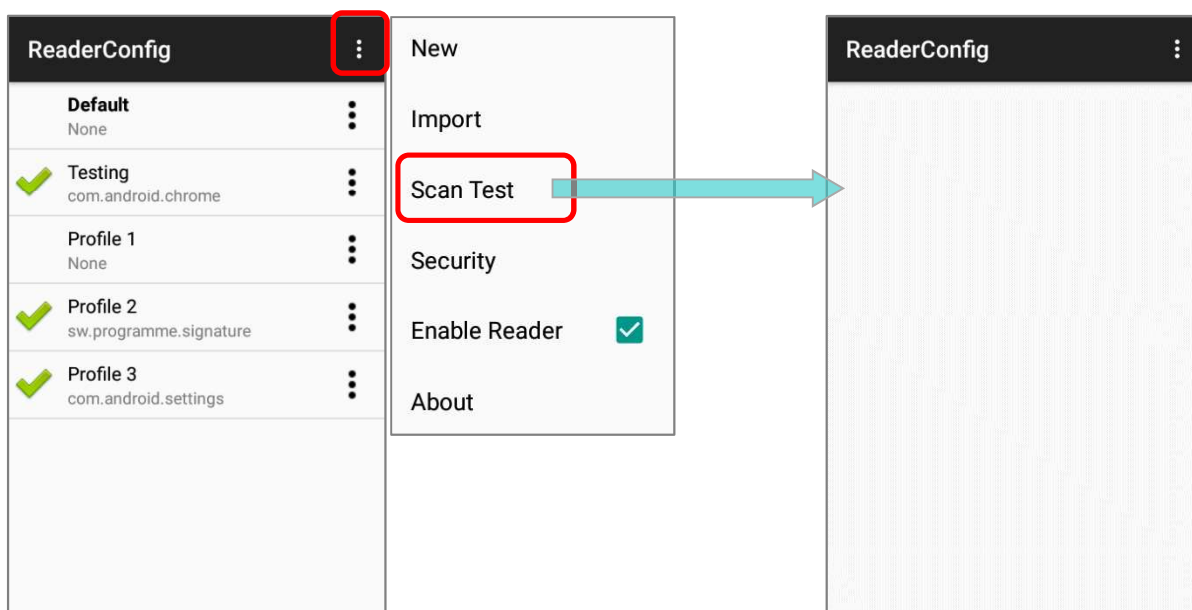 ReaderConfig
Default
None
Testing
com.android.chrome
Profile 1
None
Profile 2
sw.programme.signature
Profile 3
com.android.settings
New
Import
Scan Test
Security
Enable Reader
About
ReaderConfig